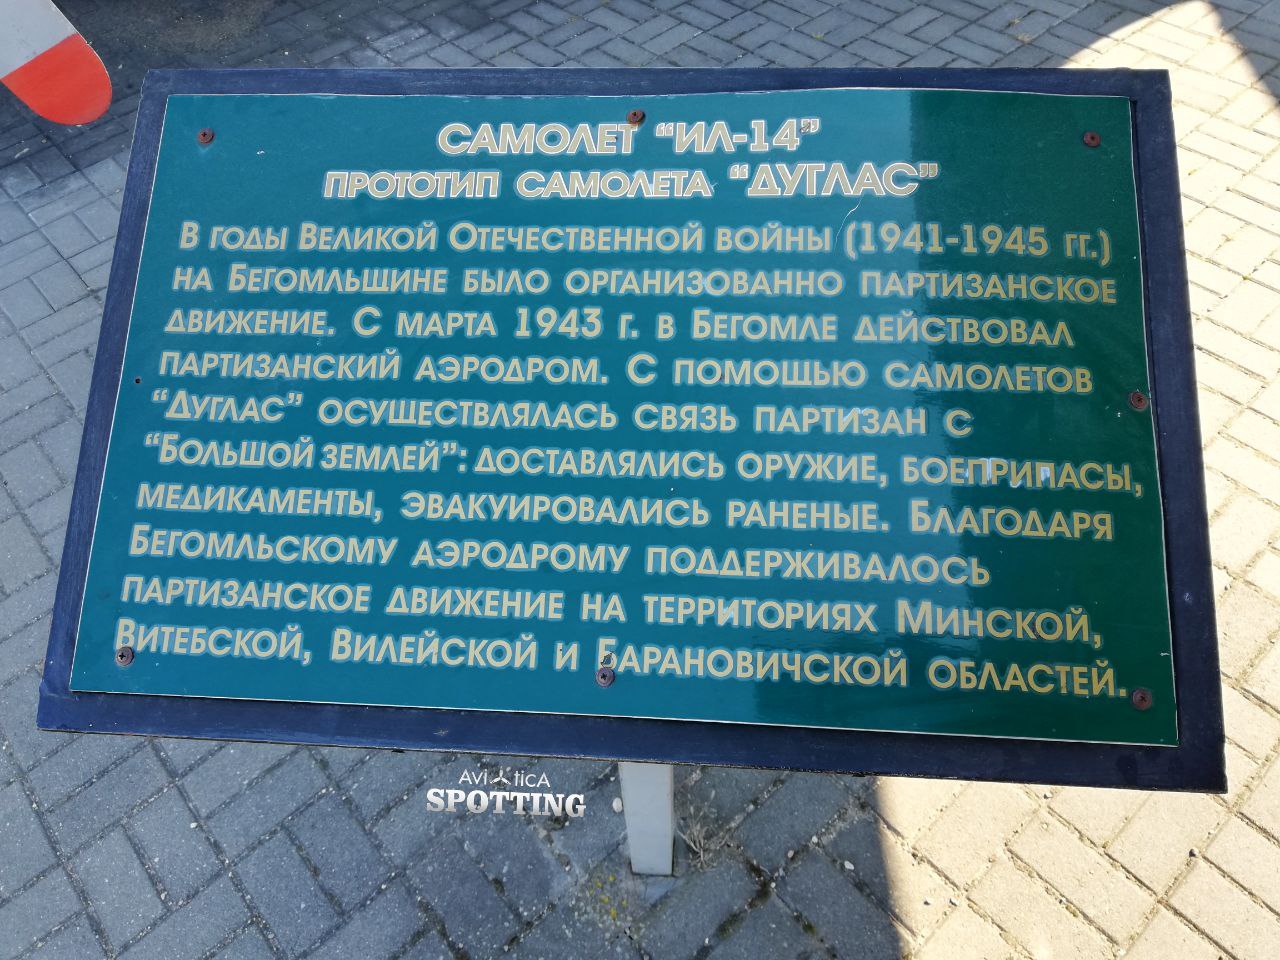 САМОЛЕТ “ИЛ-14”
ПРОТОТИП САМОЛЕТА “ДУГЛАС”
В ГОДЫ ВЕЛИКОЙ ОТЕЧЕСТВЕННОЙ ВОЙНЫ (1941-1945 ГГ.)
НА БЕГОМЛЬЩИНЕ БЫЛО ОРГАНИЗОВАННО ПАРТИЗАНСКОЕ
ДВИЖЕНИЕ. С МАРТА 1943 Г. В БЕГОМЛЕ ДЕЙСТВОВАЛ
ПАРТИЗАНСКИЙ АЭРОДРОМ. С ПОМОЩЬЮ САМОЛЕТОВ
“ДУГЛАС” ОСУЩЕСТВЛЯЛАСЬ СВЯЗЬ ПАРТИЗАН С
“БОЛЬШОЙ ЗЕМЛЕЙ”: ДОСТАВЛЯЛИСЬ ОРУЖИЕ, БОЕПРИПАСЫ,
МЕДИКАМЕНТЫ, ЭВАКУИРОВАЛИСЬ РАНЕНЫЕ. БЛАГОДАРЯ
БЕГОМЛЬСКОМУ АЭРОДРОМУ ПОДДЕРЖИВАЛОСЬ
ПАРТИЗАНСКОЕ ДВИЖЕНИЕ НА ТЕРРИТОРИЯХ МИНСКОЙ,
ВИТЕБСКОЙ, ВИЛЕЙСКОЙ И БАРАНОВИЧСКОЙ ОБЛАСТЕЙ.
AviaticA
SPOTTING